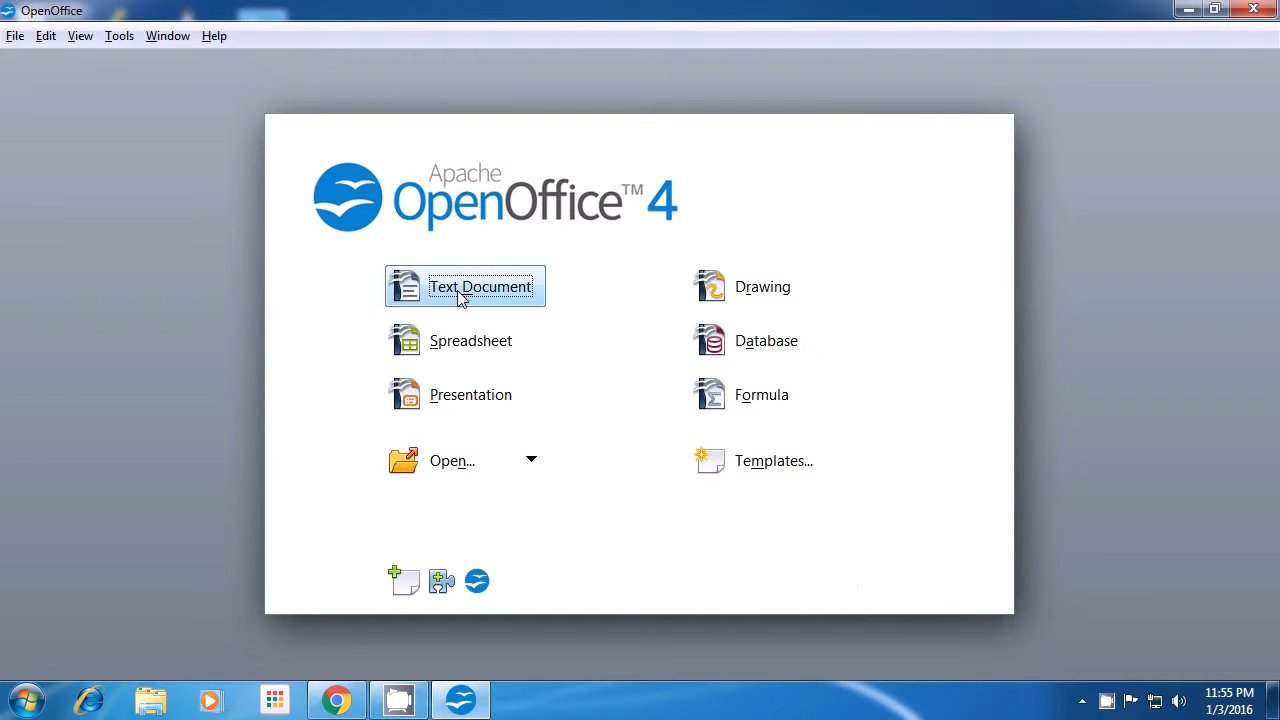 OpenOffice
File Edit View Tools Window Help
Apache
OpenOffice™ 4
Text Document Drawing
Spreadsheet Database
Presentation Formula
Open... Templates...
11:55 PM
1/3/2016